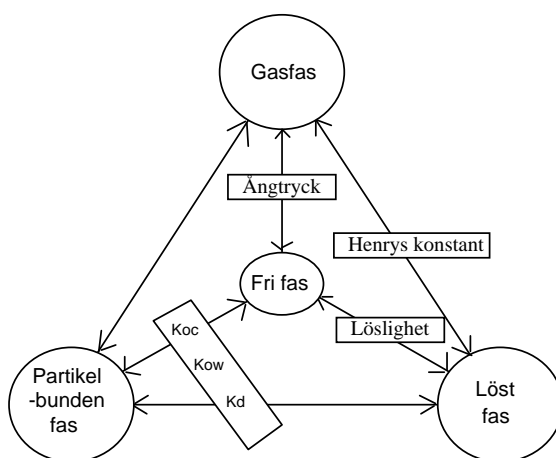 Gasfas
Ångtryck
Henrys konstant
Fri fas
Koc
Löslighet
Kow
Kd
Partikel
-bunden
fas
Löst
fas